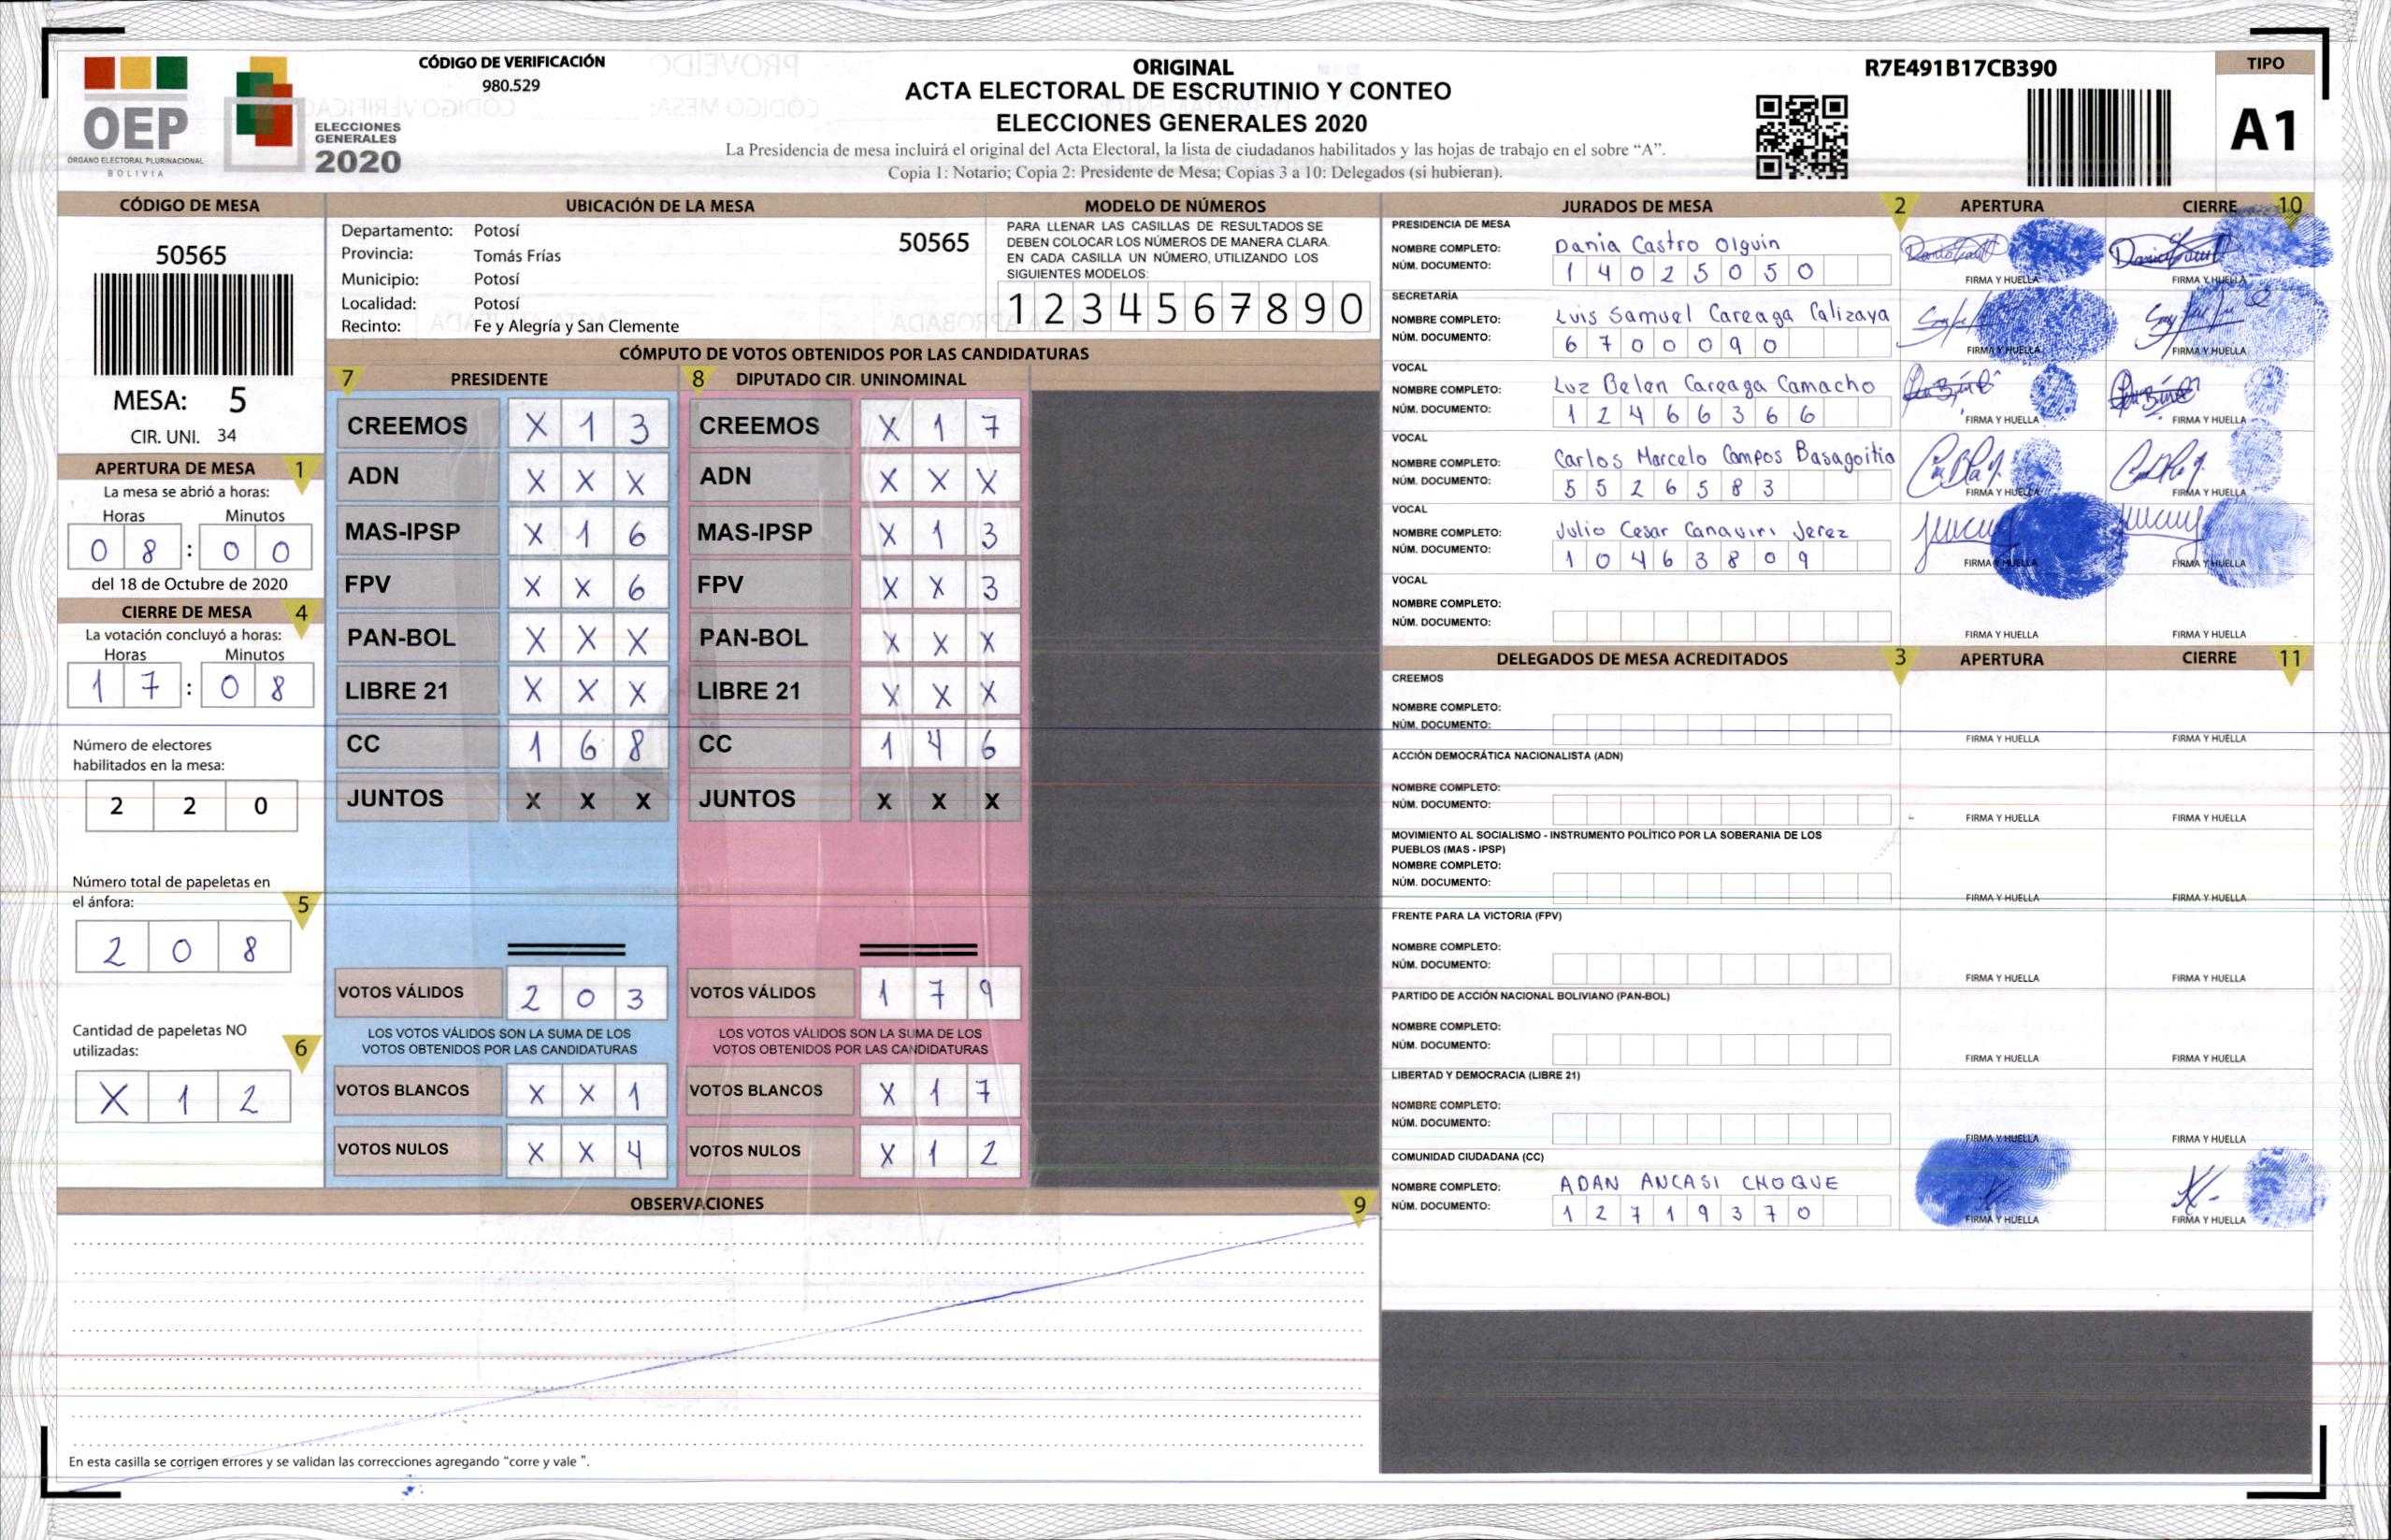 CÓDIGO DE VERIFICACIÓN
980.529
OEP
ÓRGANO ELECTORAL PLURINACIONAL
BOLIVIA
ELECCIONES
GENERALES
2020
ORIGINAL
ACTA ELECTORAL DE ESCRUTINIO Y CONTEO
ELECCIONES GENERALES 2020
La Presidencia de mesa incluirá el original del Acta Electoral, la lista de ciudadanos habilitados y las hojas de trabajo en el sobre “A”.
Copia 1: Notario; Copia 2: Presidente de Mesa; Copias 3 a 10: Delegados (si hubieran).
R7E491B17CB390
TIPO
A1
CÓDIGO DE MESA
50565
MESA: 5
CIR. UNI. 34
APERTURA DE MESA 1
La mesa se abrió a horas:
Horas Minutos
0 8 : 0 0
del 18 de Octubre de 2020
CIERRE DE MESA 4
La votación concluyó a horas:
Horas Minutos
1 7 : 0 8
Número de electores
habilitados en la mesa:
2 2 0
Número total de papeletas en
el ánfora: 5
2 0 8
Cantidad de papeletas NO
utilizadas: 6
X 1 2
UBICACIÓN DE LA MESA
Departamento: Potosí 50565
Provincia: Tomás Frías
Municipio: Potosí
Localidad: Potosí
Recinto: Fe y Alegría y San Clemente
MODELO DE NÚMEROS
PARA LLENAR LAS CASILLAS DE RESULTADOS SE
DEBEN COLOCAR LOS NÚMEROS DE MANERA CLARA.
EN CADA CASILLA UN NÚMERO, UTILIZANDO LOS
SIGUIENTES MODELOS:
1 2 3 4 5 6 7 8 9 0
CÓMPUTO DE VOTOS OBTENIDOS POR LAS CANDIDATURAS
7 PRESIDENTE 8 DIPUTADO CIR. UNINOMINAL
CREEMOS X 1 3 CREEMOS X 1 7
ADN X X X ADN X X X
MAS-IPSP X 1 6 MAS-IPSP X 1 3
FPV X X 6 FPV X X 3
PAN-BOL X X X PAN-BOL X X X
LIBRE 21 X X X LIBRE 21 X X X
CC 1 6 8 CC 1 4 6
JUNTOS X X X JUNTOS X X X
VOTOS VÁLIDOS 2 0 3 VOTOS VÁLIDOS 1 7 9
LOS VOTOS VÁLIDOS SON LA SUMA DE LOS LOS VOTOS VÁLIDOS SON LA SUMA DE LOS
VOTOS OBTENIDOS POR LAS CANDIDATURAS VOTOS OBTENIDOS POR LAS CANDIDATURAS
VOTOS BLANCOS X X 1 VOTOS BLANCOS X 1 7
VOTOS NULOS X X 4 VOTOS NULOS X 1 2
OBSERVACIONES 9
En esta casilla se corrigen errores y se validan las correcciones agregando “corre y vale ”.
JURADOS DE MESA 2 APERTURA CIERRE 10
PRESIDENCIA DE MESA
NOMBRE COMPLETO: Dania Castro Olguin
NÚM. DOCUMENTO: 1 4 0 2 5 0 5 0
FIRMA Y HUELLA FIRMA Y HUELLA
SECRETARÍA
NOMBRE COMPLETO: Luis Samuel Careaga Calizaya
NÚM. DOCUMENTO: 6 7 0 0 0 9 0
FIRMA Y HUELLA FIRMA Y HUELLA
VOCAL
NOMBRE COMPLETO: Luz Belen Careaga Camacho
NÚM. DOCUMENTO: 1 2 4 6 6 3 6 6
FIRMA Y HUELLA FIRMA Y HUELLA
VOCAL
NOMBRE COMPLETO: Carlos Marcelo Campos Basagoitia
NÚM. DOCUMENTO: 5 5 2 6 5 8 3
FIRMA Y HUELLA FIRMA Y HUELLA
VOCAL
NOMBRE COMPLETO: Julio Cesar Canaviri Jerez
NÚM. DOCUMENTO: 1 0 4 6 3 8 0 9
FIRMA Y HUELLA FIRMA Y HUELLA
VOCAL
NOMBRE COMPLETO:
NÚM. DOCUMENTO:
FIRMA Y HUELLA FIRMA Y HUELLA
DELEGADOS DE MESA ACREDITADOS 3 APERTURA CIERRE 11
CREEMOS
NOMBRE COMPLETO:
NÚM. DOCUMENTO:
FIRMA Y HUELLA FIRMA Y HUELLA
ACCIÓN DEMOCRÁTICA NACIONALISTA (ADN)
NOMBRE COMPLETO:
NÚM. DOCUMENTO:
FIRMA Y HUELLA FIRMA Y HUELLA
MOVIMIENTO AL SOCIALISMO - INSTRUMENTO POLÍTICO POR LA SOBERANIA DE LOS
PUEBLOS (MAS - IPSP)
NOMBRE COMPLETO:
NÚM. DOCUMENTO:
FIRMA Y HUELLA FIRMA Y HUELLA
FRENTE PARA LA VICTORIA (FPV)
NOMBRE COMPLETO:
NÚM. DOCUMENTO:
FIRMA Y HUELLA FIRMA Y HUELLA
PARTIDO DE ACCIÓN NACIONAL BOLIVIANO (PAN-BOL)
NOMBRE COMPLETO:
NÚM. DOCUMENTO:
FIRMA Y HUELLA FIRMA Y HUELLA
LIBERTAD Y DEMOCRACIA (LIBRE 21)
NOMBRE COMPLETO:
NÚM. DOCUMENTO:
FIRMA Y HUELLA FIRMA Y HUELLA
COMUNIDAD CIUDADANA (CC)
NOMBRE COMPLETO: ADAN ANCASI CHOQUE
NÚM. DOCUMENTO: 1 2 7 1 9 3 7 0
FIRMA Y HUELLA FIRMA Y HUELLA